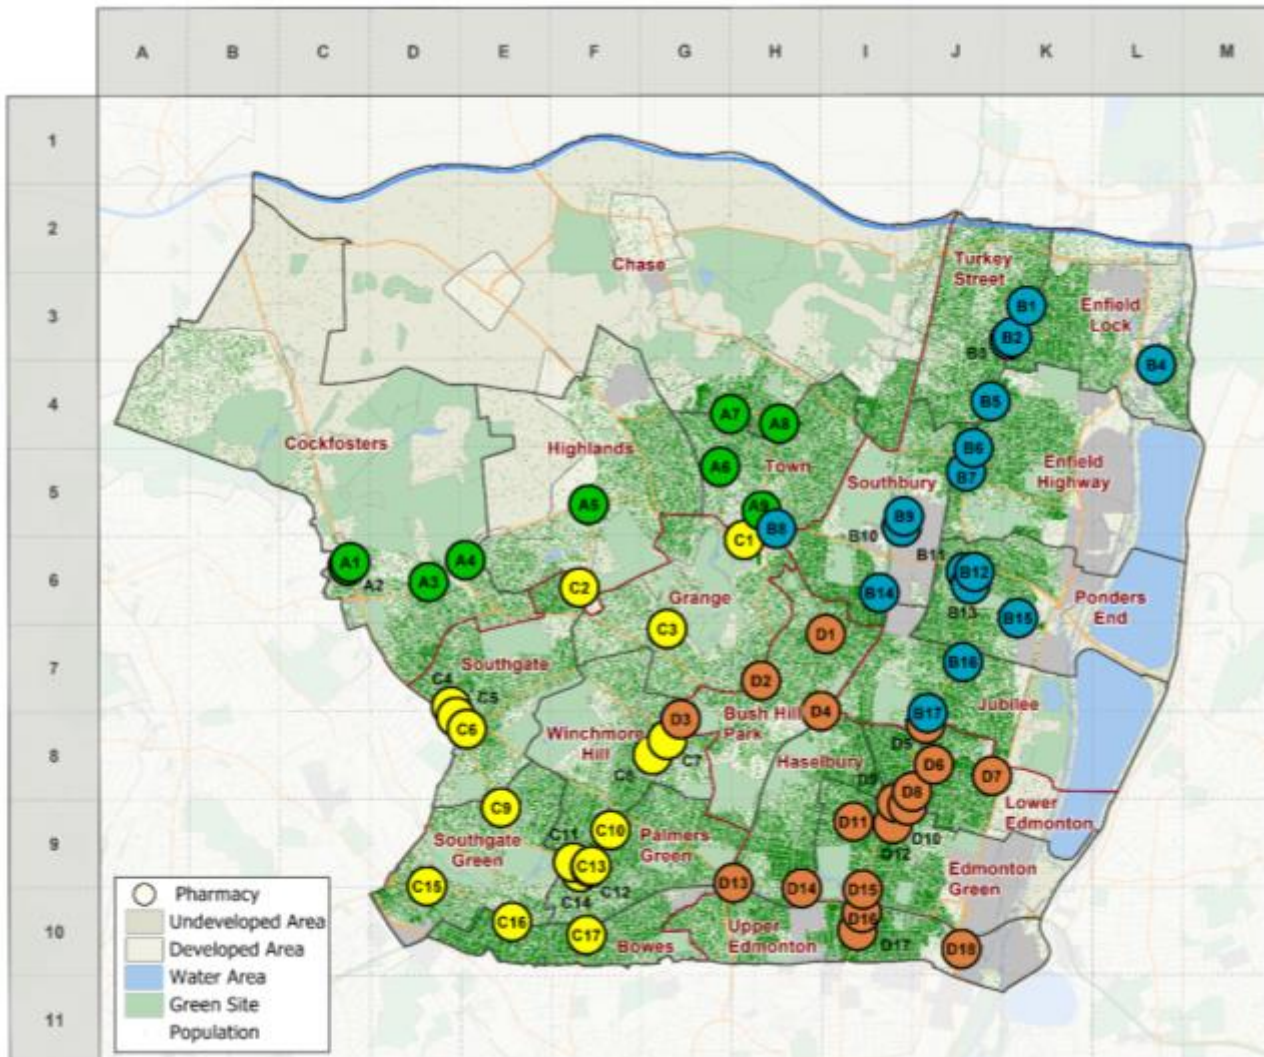 A B C D E F G H I J K L M
1
2
Turkey
Street
Chase
B1
3
Enfield
Lock
B2
B3
B4
4
B5
A7
A8
Cockfosters
Highlands
B6
Town
A6
Enfield
Highway
B7
Southbury
5
A5
A9
B9
B8
B10
C1
B11
A1
A4
B12
6
A2
A3
C2
B14
B13
Ponders
End
Grange
B15
C3
D1
Southgate
B16
7
D2
C4
C5
Jubilee
D3
D4
B17
Bush Hill
Park
C6
Winchmore
Hill
D5
8
C7
Haselbury
D6
C8
D9
D7
D8
Lower
Edmonton
C9
D11
C10
C11
Palmers
Green
D10
9
Southgate
Green
D12
C13
Edmonton
Green
D13
D14
D15
C15
C12
C14
D16
C16
Upper
Edmonton
10
C17
Bowes
D17
D18
11
Pharmacy
Undeveloped Area
Developed Area
Water Area
Green Site
Population